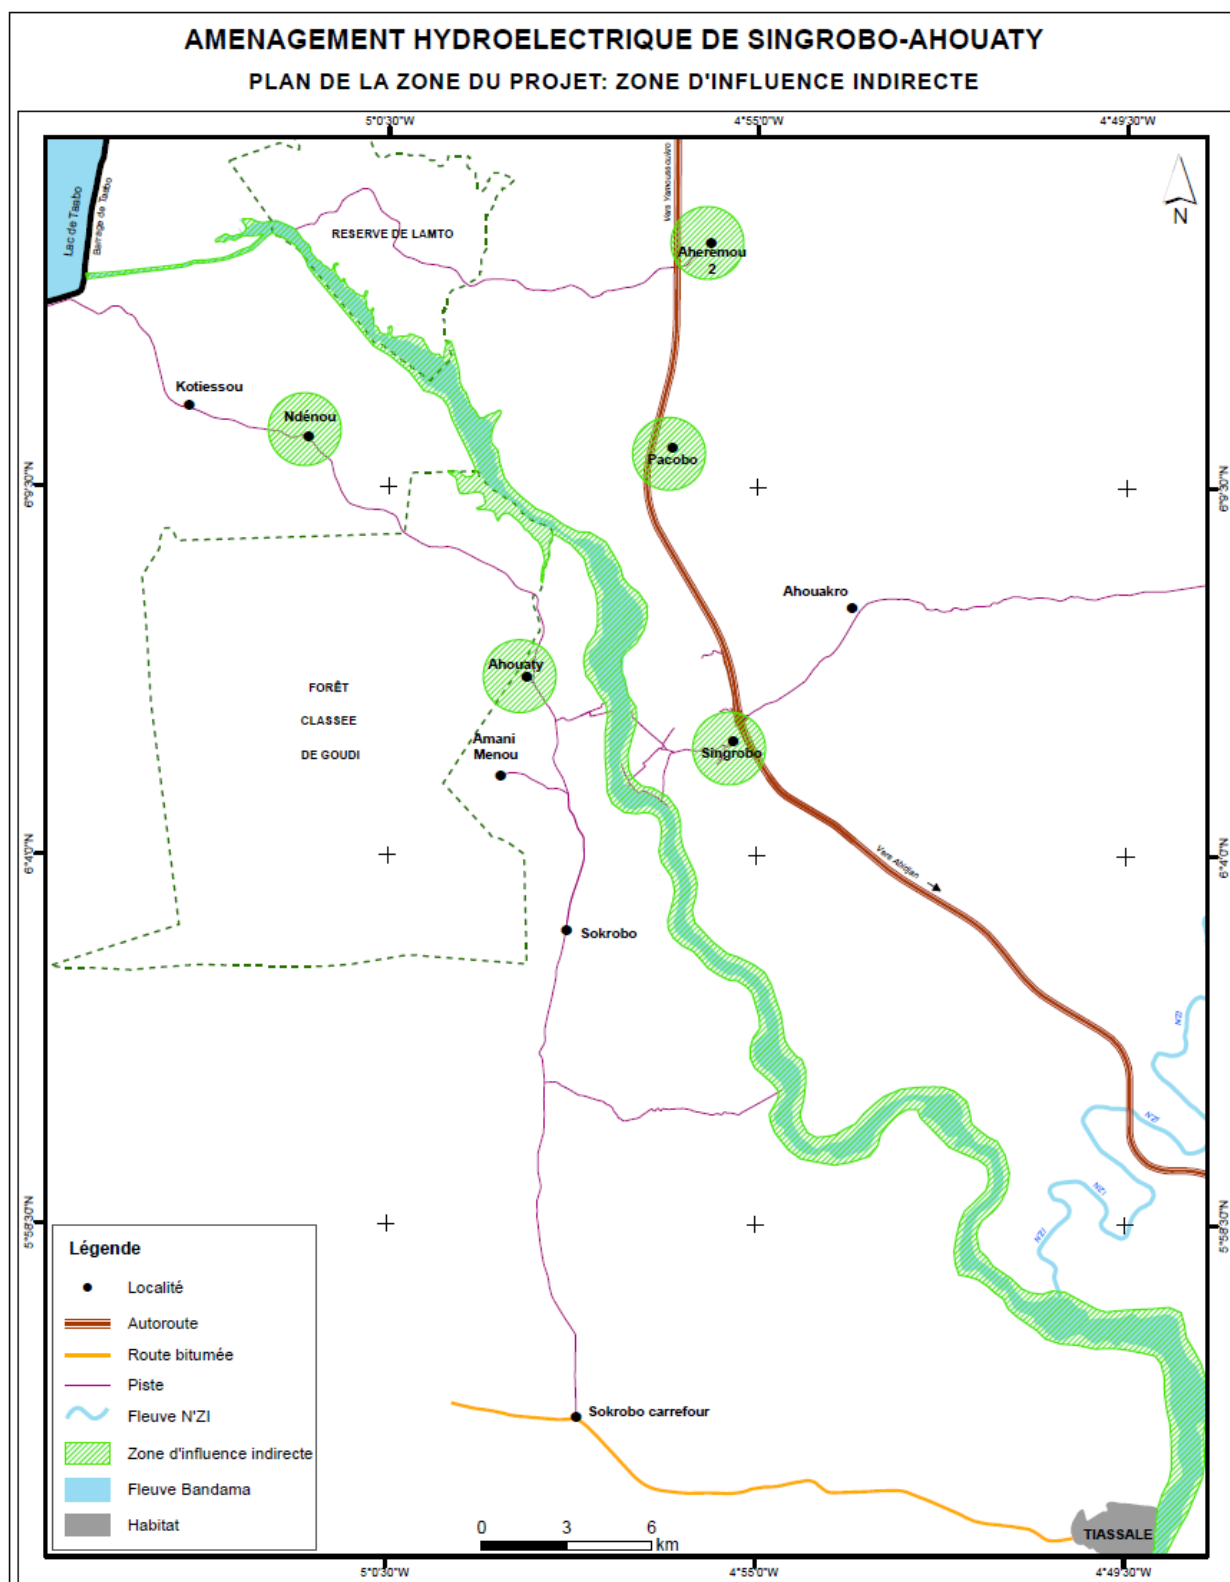 AMENAGEMENT HYDROELECTRIQUE DE SINGROBO-AHOUATY
PLAN DE LA ZONE DU PROJET: ZONE D'INFLUENCE INDIRECTE
5°0'30"W
4°55'0"W
4°49'30"W
Lac de Taabo
Barrage de Taabo
Vers Yamoussoukro
N
RESERVE DE LAMTO
Aheremou
2
Kotiessou
Ndénou
Pacobo
6°9'30"N
6°9'30"N
Ahouakro
Ahouaty
FORÊT
CLASSEE
DE GOUDI
Amani
Menou
Singrobo
6°4'0"N
6°4'0"N
Vers Abidjan
Sokrobo
N'ZI
N'ZI
N'ZI
N'ZI
5°58'30"N
5°58'30"N
Légende
Localité
Autoroute
Route bitumée
Piste
Fleuve N'ZI
Zone d'influence indirecte
Fleuve Bandama
Habitat
Sokrobo carrefour
0 3 6
km
TIASSALE
5°0'30"W
4°55'0"W
4°49'30"W